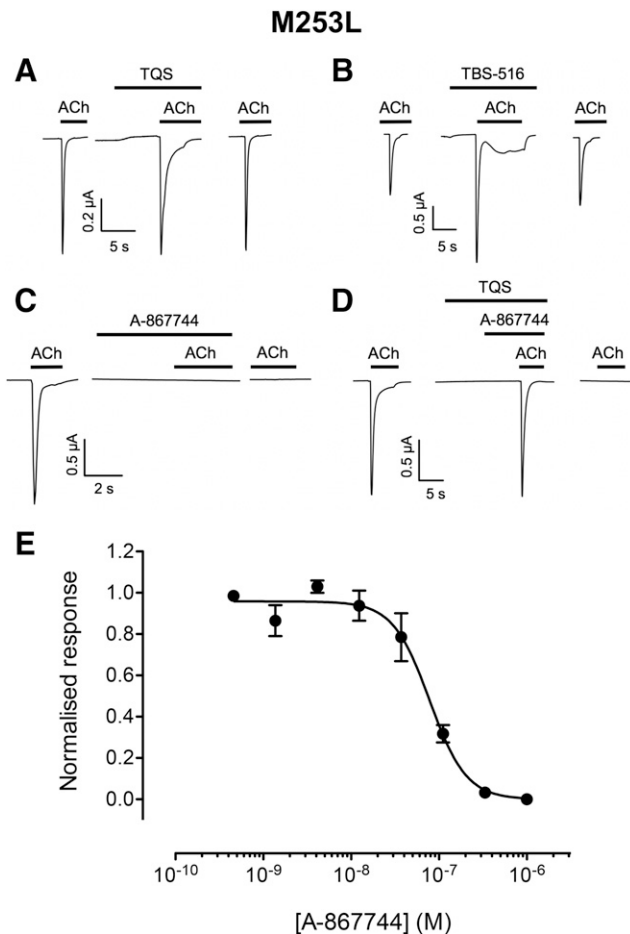 M253L
A
TQS
ACh ACh ACh
0.2 µA
5 s
B
TBS-516
ACh ACh ACh
0.5 µA
5 s
C
A-867744
ACh ACh ACh
0.5 µA
2 s
D
TQS
A-867744
ACh ACh ACh
0.5 µA
5 s
E
Normalised response
1.2
1.0
0.8
0.6
0.4
0.2
0.0
10⁻¹⁰ 10⁻⁹ 10⁻⁸ 10⁻⁷ 10⁻⁶
[A-867744] (M)